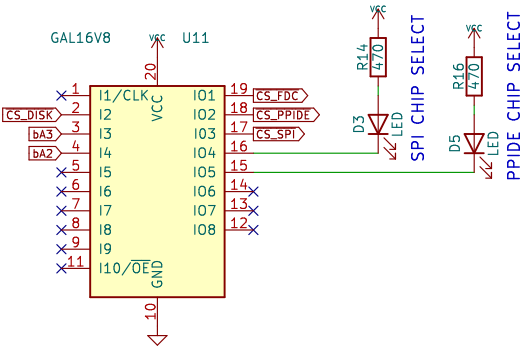 GAL16V8
U11
VCC
20
VCC
1
I1/CLK
IO1
19
CS_FDC
CS_DISK
2
I2
IO2
18
CS_PPIDE
bA3
3
I3
IO3
17
CS_SPI
bA2
4
I4
IO4
16
5
I5
IO5
15
6
I6
IO6
14
7
I7
IO7
13
8
I8
IO8
12
9
I9
11
I10/OE
GND
10
VCC
R14
470
D3
LED
SPI CHIP SELECT
VCC
R16
470
D5
LED
PPIDE CHIP SELECT